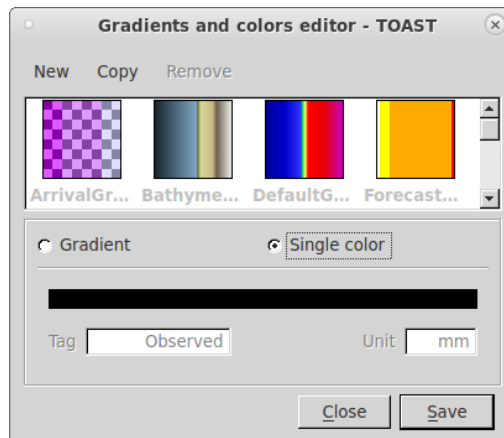 Gradients and colors editor - TOAST
New Copy Remove
ArrivalGr... Bathyme... DefaultG... Forecast...
Gradient Single color
Tag Observed Unit mm
Close Save